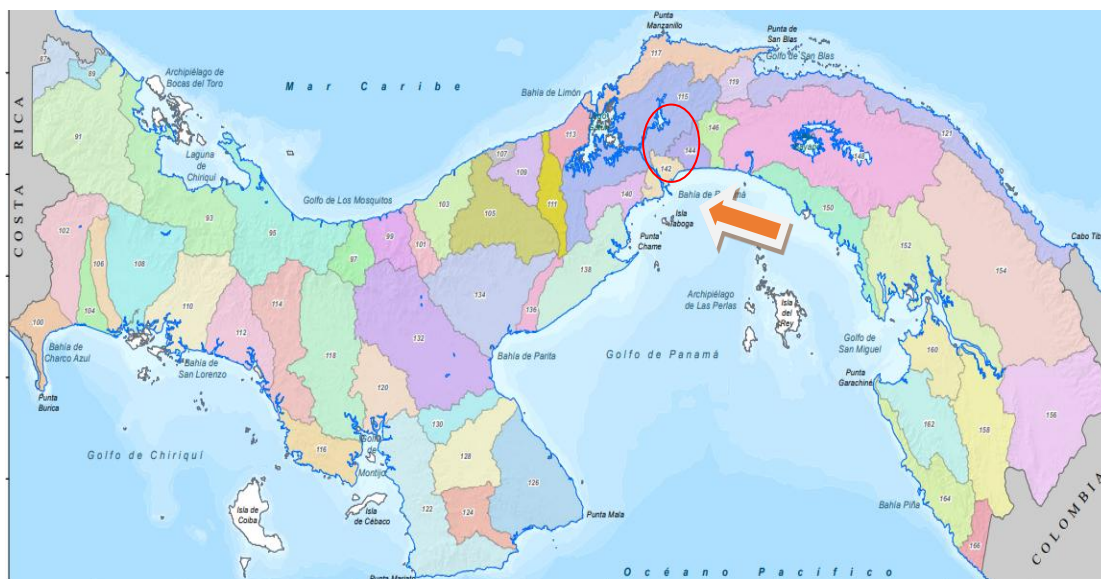 Punta
Manzanillo
Punta de
San Blas
Golfo de San Blas
Archipiélago de
Bocas del Toro
Mar Caribe
Bahía de Limón
Laguna
de
Chiriquí
Golfo de Los Mosquitos
COSTA RICA
87
89
91
93
95
97
99
101
103
105
107
109
111
113
115
117
119
121
100
102
104
106
108
110
112
114
116
118
120
122
124
126
128
130
132
134
136
138
140
142
144
146
148
150
152
154
156
158
160
162
164
166
Isla
Taboga
Punta
Chame
Cabo Tib
Archipiélago
de Las Perlas
Isla
del
Rey
Golfo de
San Miguel
Punta
Garachiné
Golfo de Panamá
Bahía de Parita
Bahía de
Charco Azul
Bahía de
San Lorenzo
Punta
Burica
Golfo de Chiriquí
Golfo
de
Montijo
Isla de
Coiba
Isla
de Cébaco
Punta Mala
Bahía Piña
COLOMBIA
Océano Pacífico